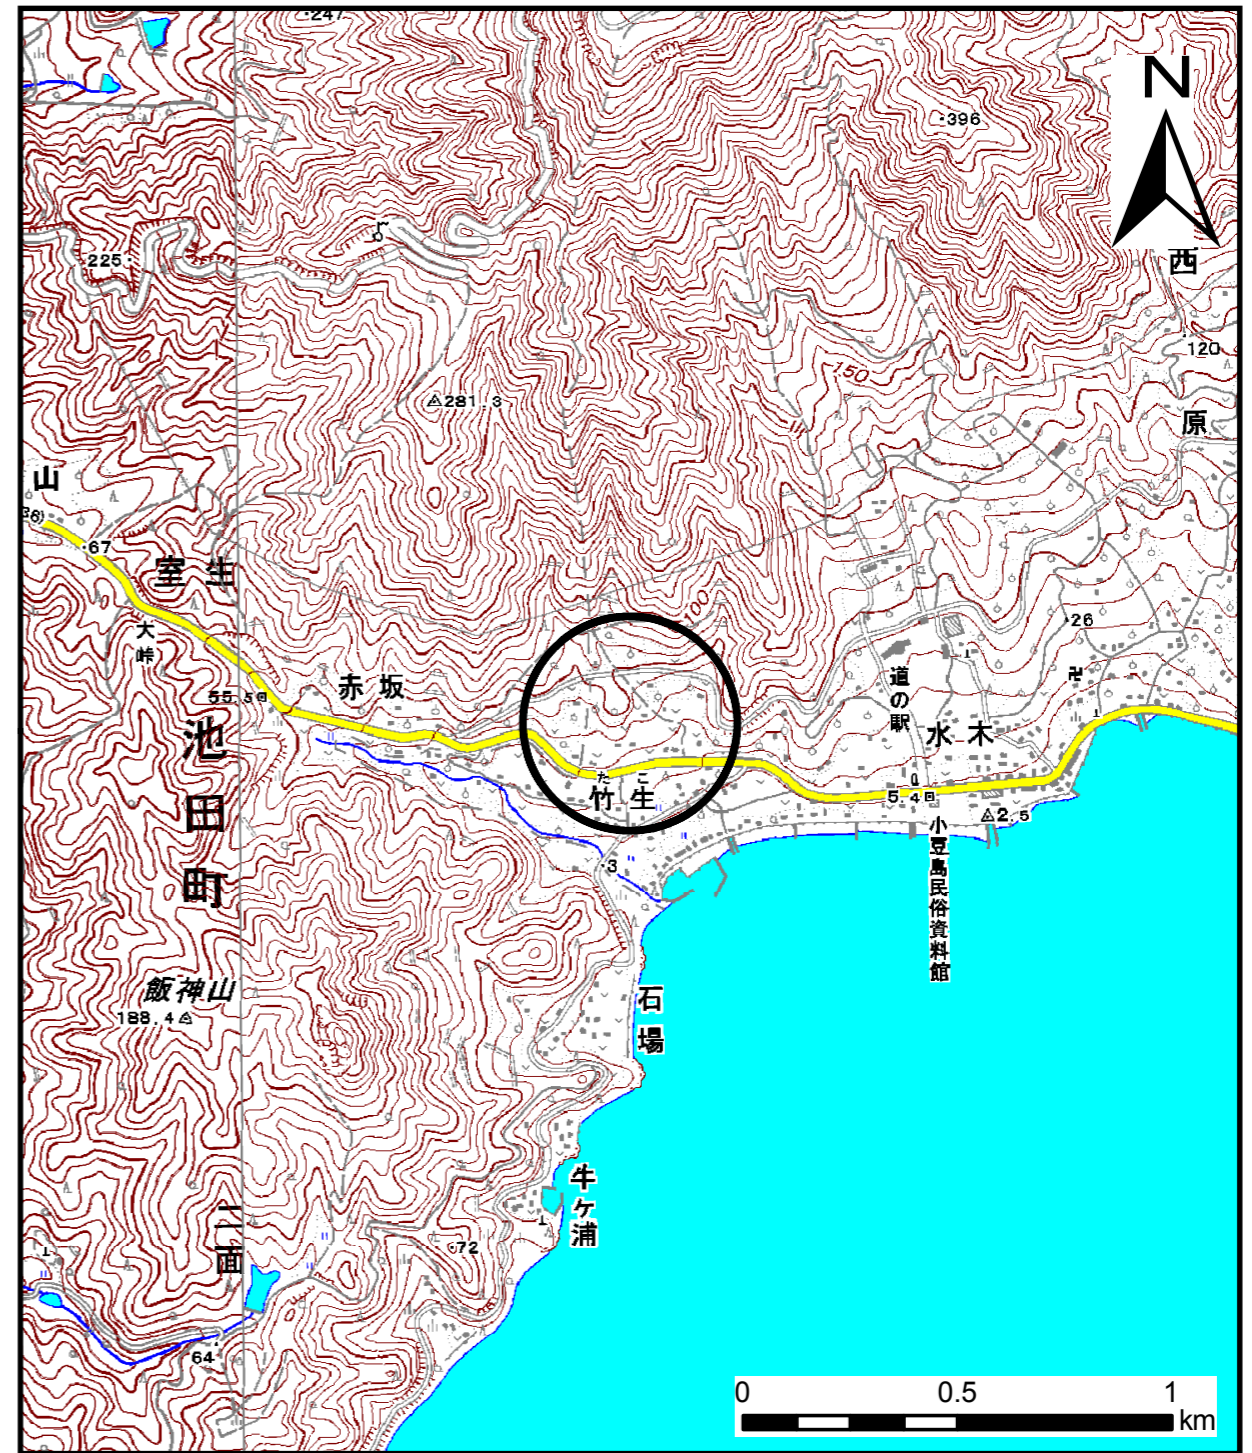 247
N
396
225
西
120
150
281.3
原
山
36)
67
室生
100
26
大峠
赤坂
道の駅
55.5
水木
池田町
たこ
竹生
5.4
2.5
小豆島民俗資料館
3
飯神山
188.4
石場
牛ケ浦
二面
72
64
0 0.5 1
km